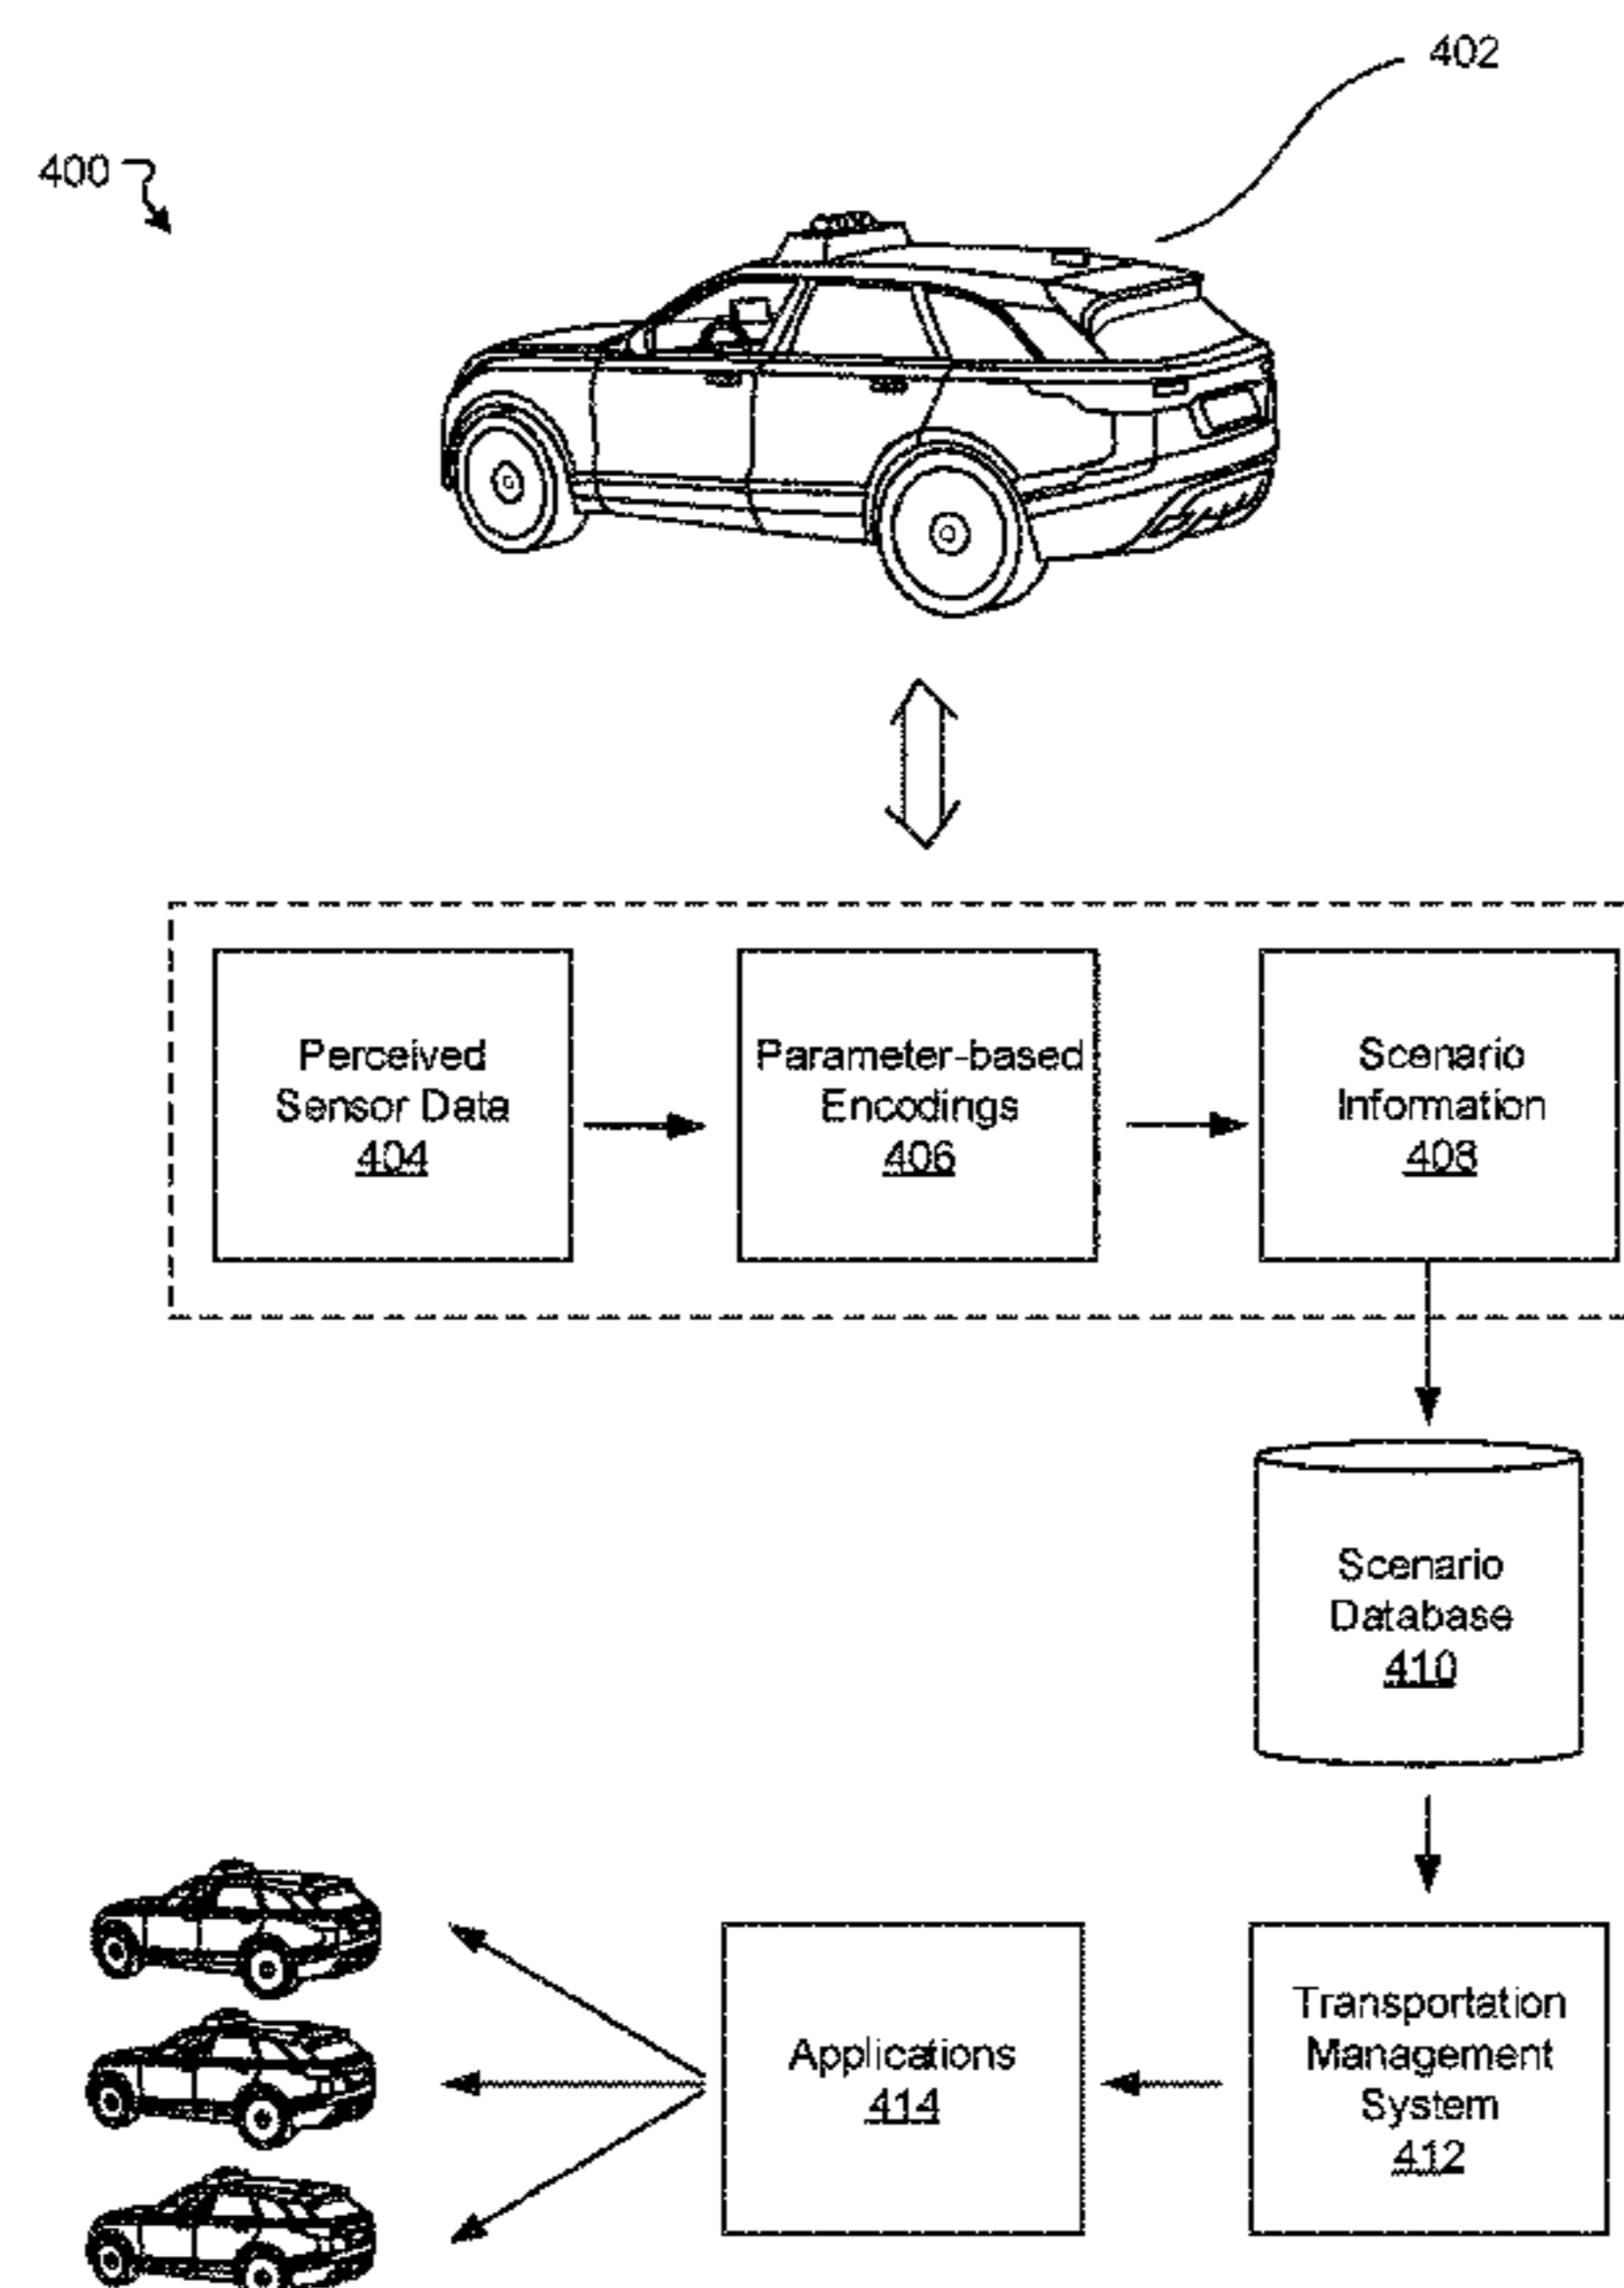 402
400
Perceived
Sensor Data
404
Parameter-based
Encodings
406
Scenario
Information
408
Scenario
Database
410
Transportation
Management
System
412
Applications
414